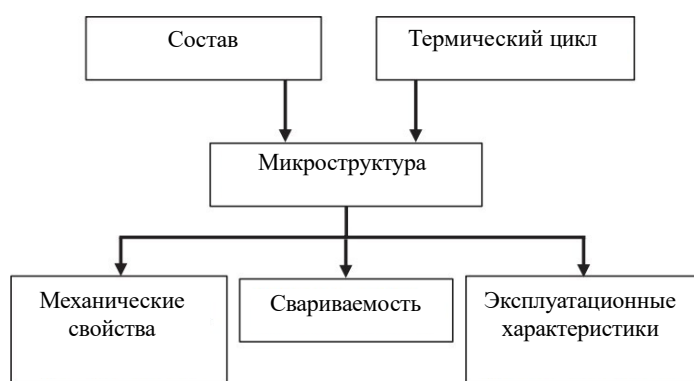 Состав
Термический цикл
Микроструктура
Механические
свойства
Свариваемость
Эксплуатационные
характеристики